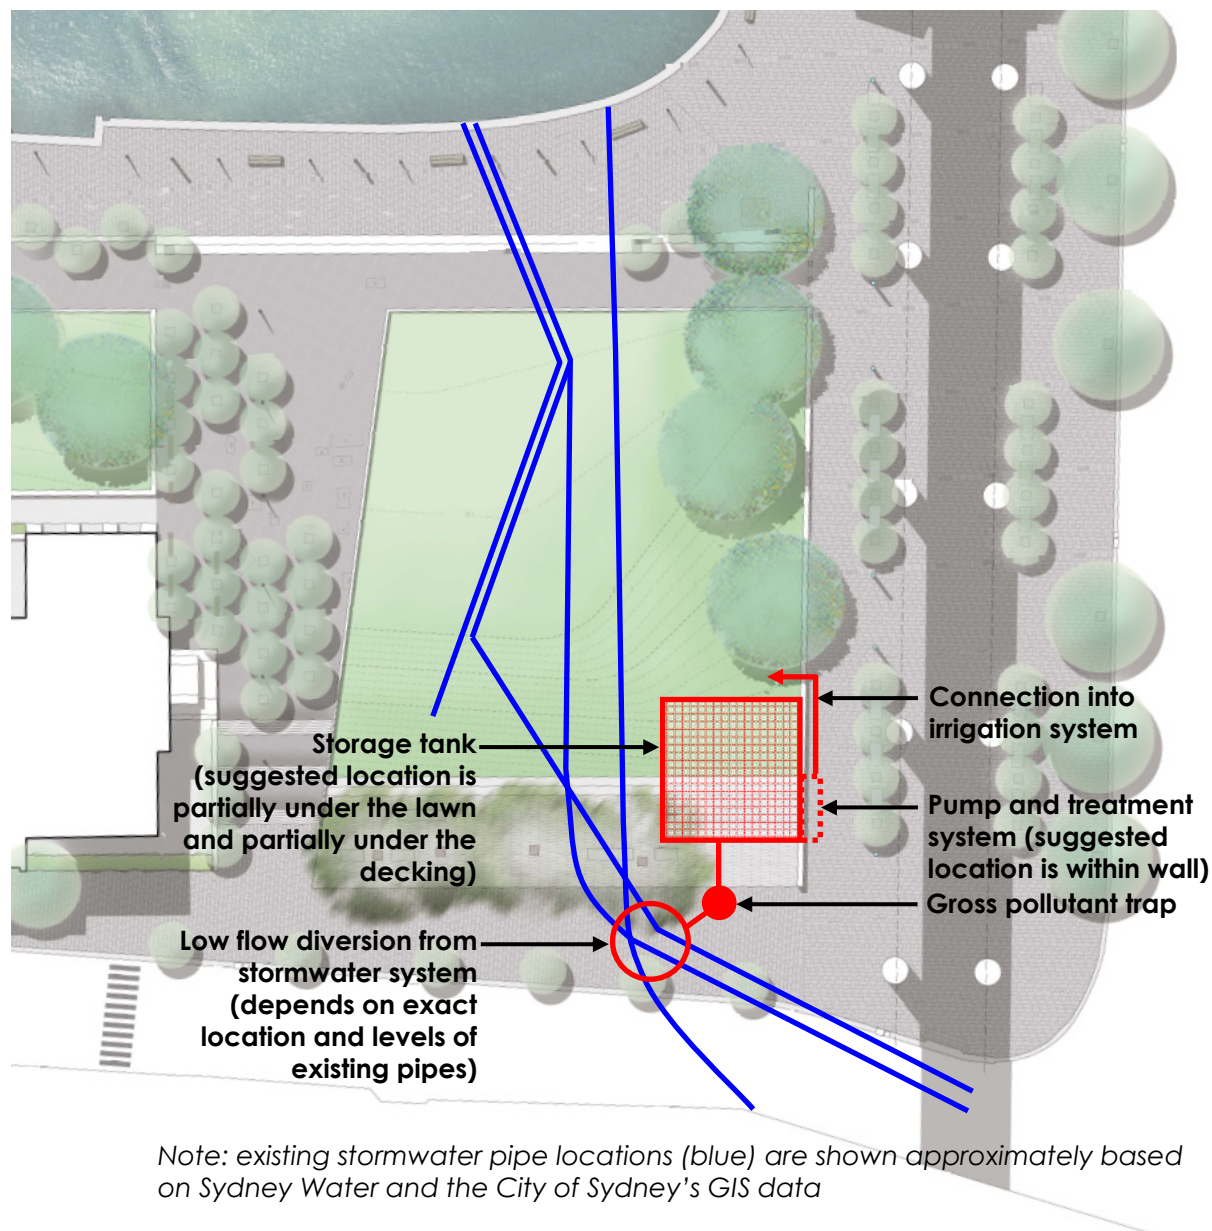 Connection into
irrigation system
Storage tank
(suggested location is
partially under the lawn
and partially under the
decking)
Pump and treatment
system (suggested
location is within wall)
Gross pollutant trap
Low flow diversion from
stormwater system
(depends on exact
location and levels of
existing pipes)
Note: existing stormwater pipe locations (blue) are shown approximately based
on Sydney Water and the City of Sydney's GIS data